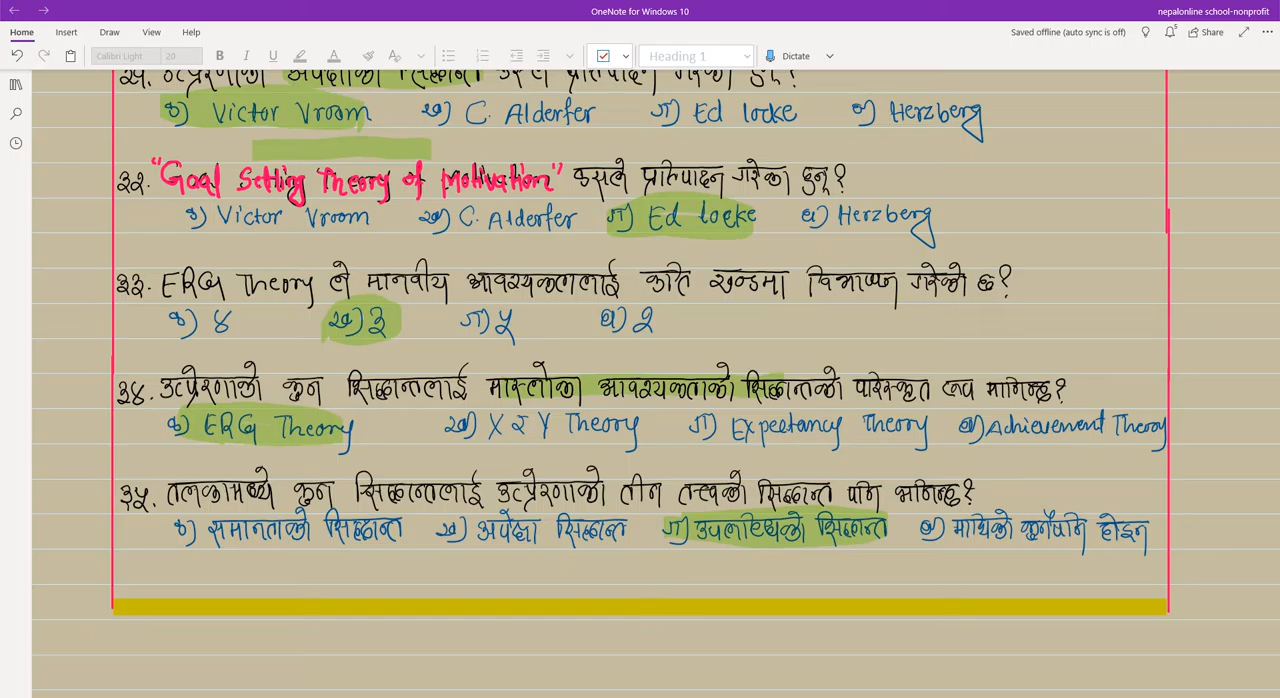 OneNote for Windows 10
nepalonline school-nonprofit
Home Insert Draw View Help
Saved offline (auto sync is off)
Share
Calibri Light 20 B I U A Heading 1 Dictate
उत्प्रेरणाको अपेक्षाको सिद्धान्त
क) Victor Vroom ख) C. Alderfer ग) Ed locke घ) Herzberg
३२. "Goal Setting Theory of Motivation" कसले प्रतिपादन गरेका हुन्?
क) Victor Vroom ख) C. Alderfer ग) Ed locke घ) Herzberg
३३. ERG Theory ले मानवीय आवश्यकतालाई कति खण्डमा विभाजन गरेको छ?
क) ४ ख) ३ ग) ५ घ) २
३४. उत्प्रेरणाको कुन सिद्धान्तलाई मास्लोका आवश्यकताको सिद्धान्तको परिस्कृत रूप मानिन्छ?
क) ERG Theory ख) X र Y Theory ग) Expectancy Theory घ) Achievement Theory
३५. तलकामध्ये कुन सिद्धान्तलाई उत्प्रेरणाको तीन तत्त्वको सिद्धान्त पनि भनिन्छ?
क) समानताको सिद्धान्त ख) अपेक्षा सिद्धान्त ग) उपलब्धिको सिद्धान्त घ) माथिको कुनैपनि होइन